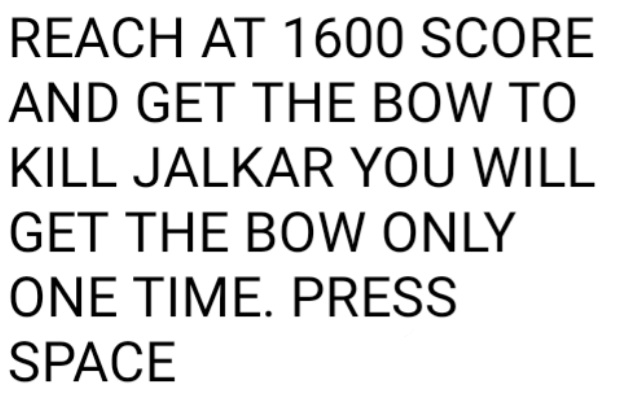 REACH AT 1600 SCORE
AND GET THE BOW TO
KILL JALKAR YOU WILL
GET THE BOW ONLY
ONE TIME. PRESS
SPACE